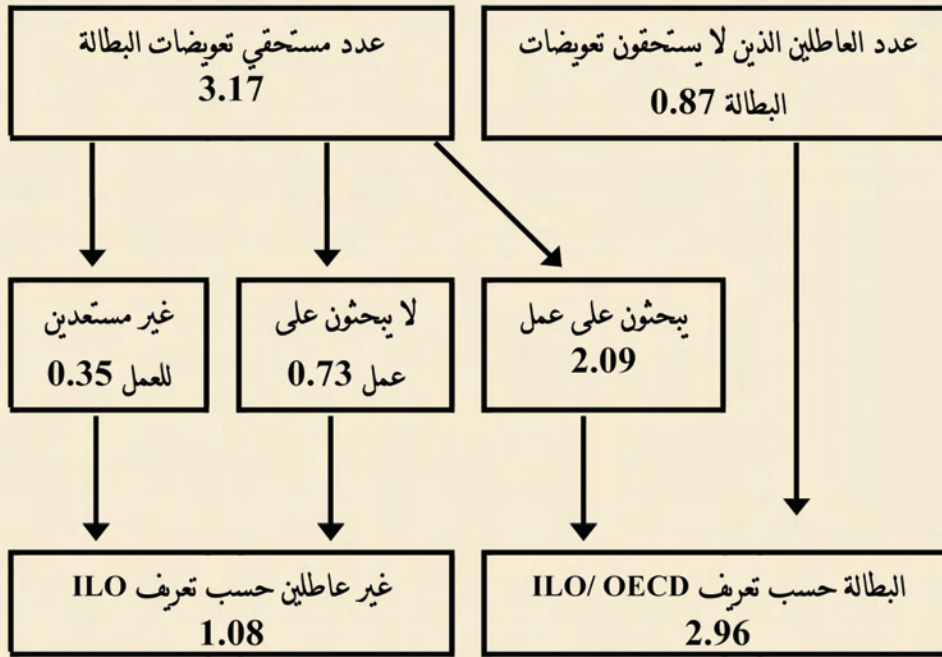 عدد العاطلين الذين لا يستحقون تعويضات
البطالة 0.87
عدد مستحقي تعويضات البطالة
3.17
يبحثون على عمل
2.09
لا يبحثون على
عمل 0.73
غير مستعدين
للعمل 0.35
البطالة حسب تعريف ILO/ OECD
2.96
غير عاطلين حسب تعريف ILO
1.08